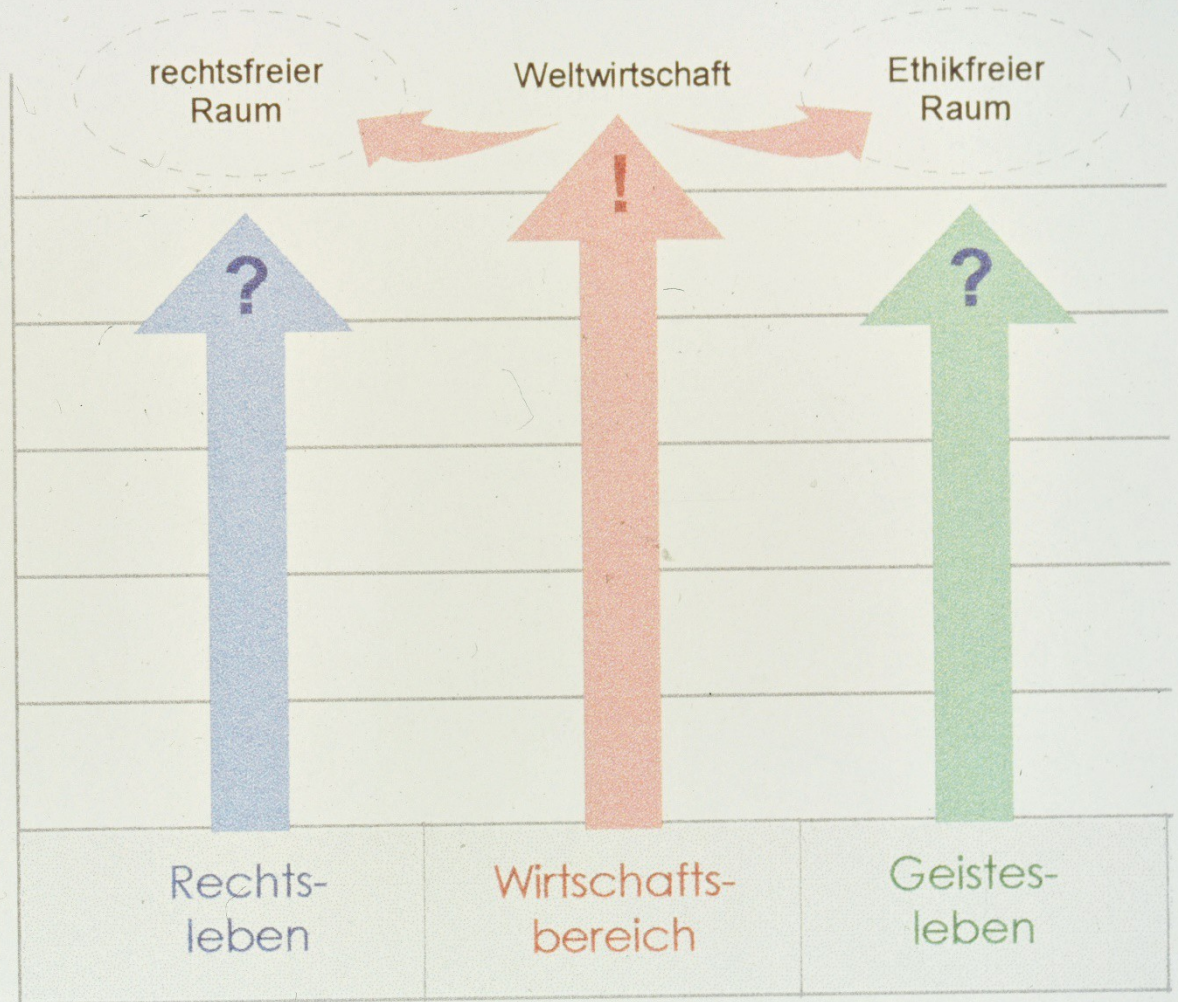 rechtsfreier
Raum
Weltwirtschaft
Ethikfreier
Raum
?
!
?
Rechts-
leben
Wirtschafts-
bereich
Geistes-
leben